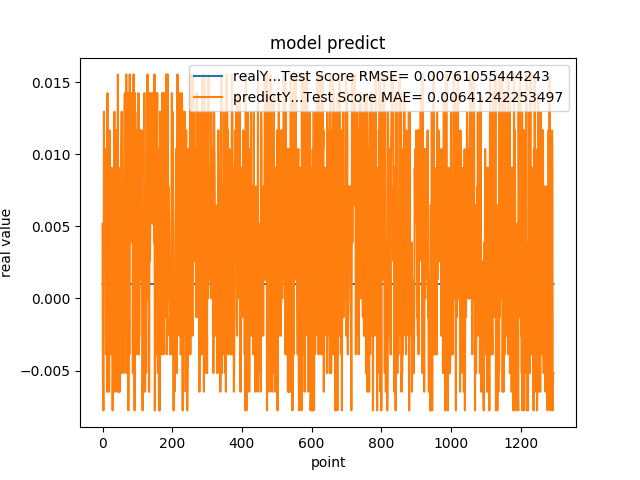 model predict
realY...Test Score RMSE= 0.00761055444243
predictY...Test Score MAE= 0.00641242253497
0.015
0.010
0.005
0.000
−0.005
real value
0 200 400 600 800 1000 1200
point